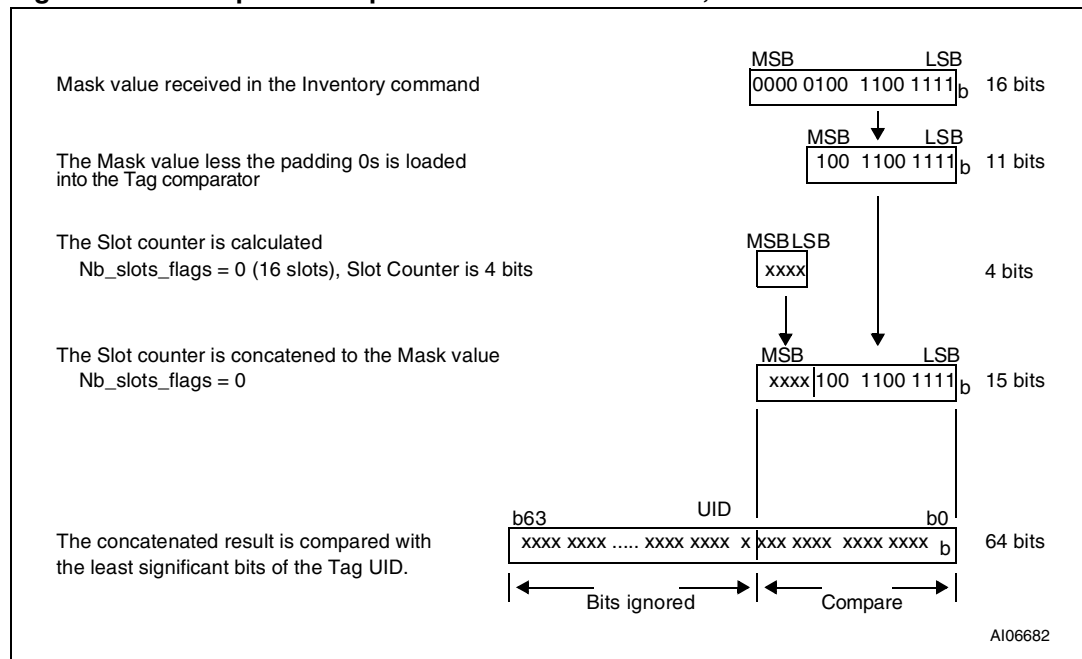 MSB LSB
Mask value received in the Inventory command 0000 0100 1100 1111 b 16 bits
MSB LSB
The Mask value less the padding 0s is loaded
into the Tag comparator
100 1100 1111 b 11 bits
The Slot counter is calculated
MSB LSB
Nb_slots_flags = 0 (16 slots), Slot Counter is 4 bits xxxx 4 bits
The Slot counter is concatened to the Mask value
MSB LSB
Nb_slots_flags = 0 xxxx 100 1100 1111 b 15 bits
UID
b63 b0
The concatenated result is compared with
the least significant bits of the Tag UID.
xxxx xxxx ..... xxxx xxxx x xxx xxxx xxxx xxxx b 64 bits
Bits ignored Compare
AI06682